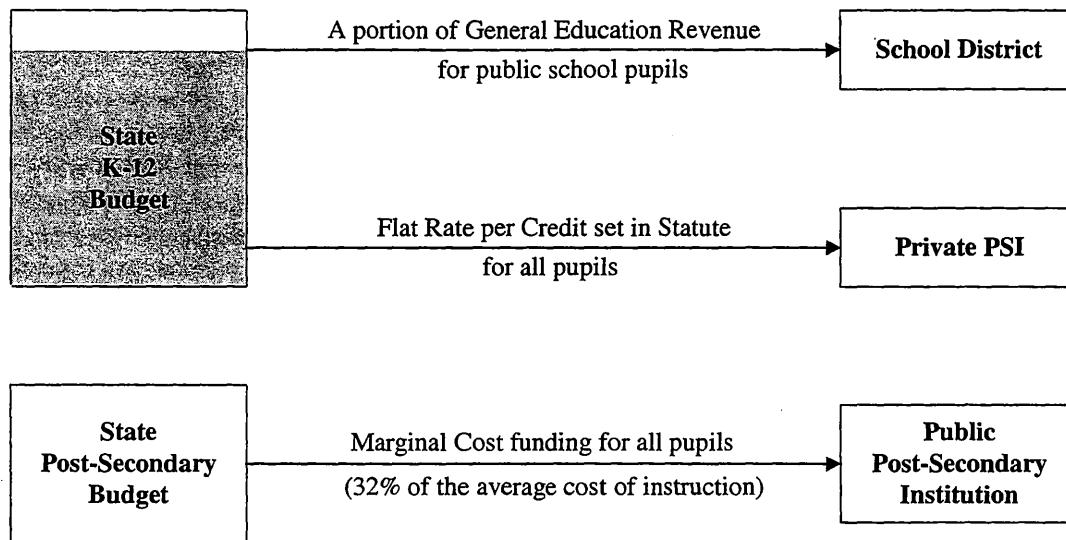 A portion of General Education Revenue
for public school pupils
School District
State
K-12
Budget
Flat Rate per Credit set in Statute
for all pupils
Private PSI
State
Post-Secondary
Budget
Marginal Cost funding for all pupils
(32% of the average cost of instruction)
Public
Post-Secondary
Institution